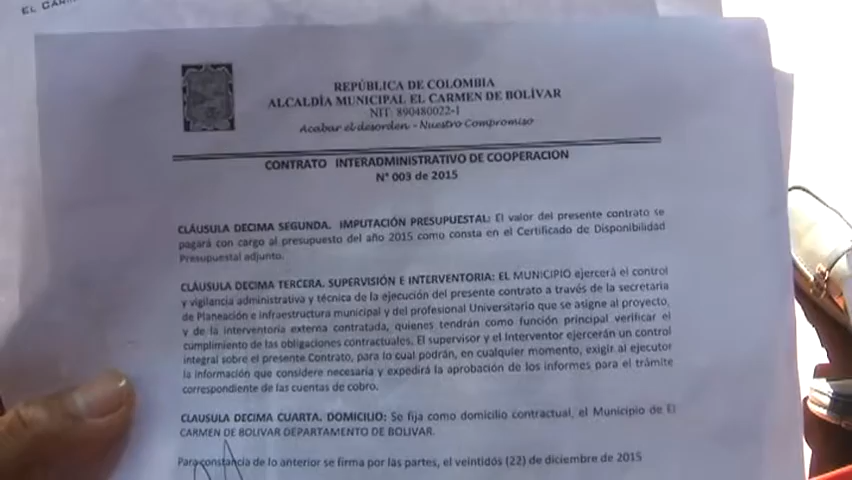 EL CARM
REPÚBLICA DE COLOMBIA
ALCALDÍA MUNICIPAL EL CARMEN DE BOLÍVAR
NIT: 890480022-1
Acabar el desorden - Nuestro Compromiso
CONTRATO INTERADMINISTRATIVO DE COOPERACION
N° 003 de 2015
CLÁUSULA DECIMA SEGUNDA. IMPUTACIÓN PRESUPUESTAL: El valor del presente contrato se
pagará con cargo al presupuesto del año 2015 como consta en el Certificado de Disponibilidad
Presupuestal adjunto.
CLÁUSULA DECIMA TERCERA. SUPERVISIÓN E INTERVENTORIA: EL MUNICIPIO ejercerá el control
y vigilancia administrativa y técnica de la ejecución del presente contrato a través de la secretaria
de Planeación e infraestructura municipal y del profesional Universitario que se asigne al proyecto,
y de la interventoría externa contratada, quienes tendrán como función principal verificar el
cumplimiento de las obligaciones contractuales. El supervisor y el Interventor ejercerán un control
integral sobre el presente Contrato, para lo cual podrán, en cualquier momento, exigir al ejecutor
la información que considere necesaria y expedirá la aprobación de los informes para el trámite
correspondiente de las cuentas de cobro.
CLAUSULA DECIMA CUARTA. DOMICILIO: Se fija como domicilio contractual, el Municipio de El
CARMEN DE BOLIVAR DEPARTAMENTO DE BOLIVAR.
Para constancia de lo anterior se firma por las partes, el veintidós (22) de diciembre de 2015